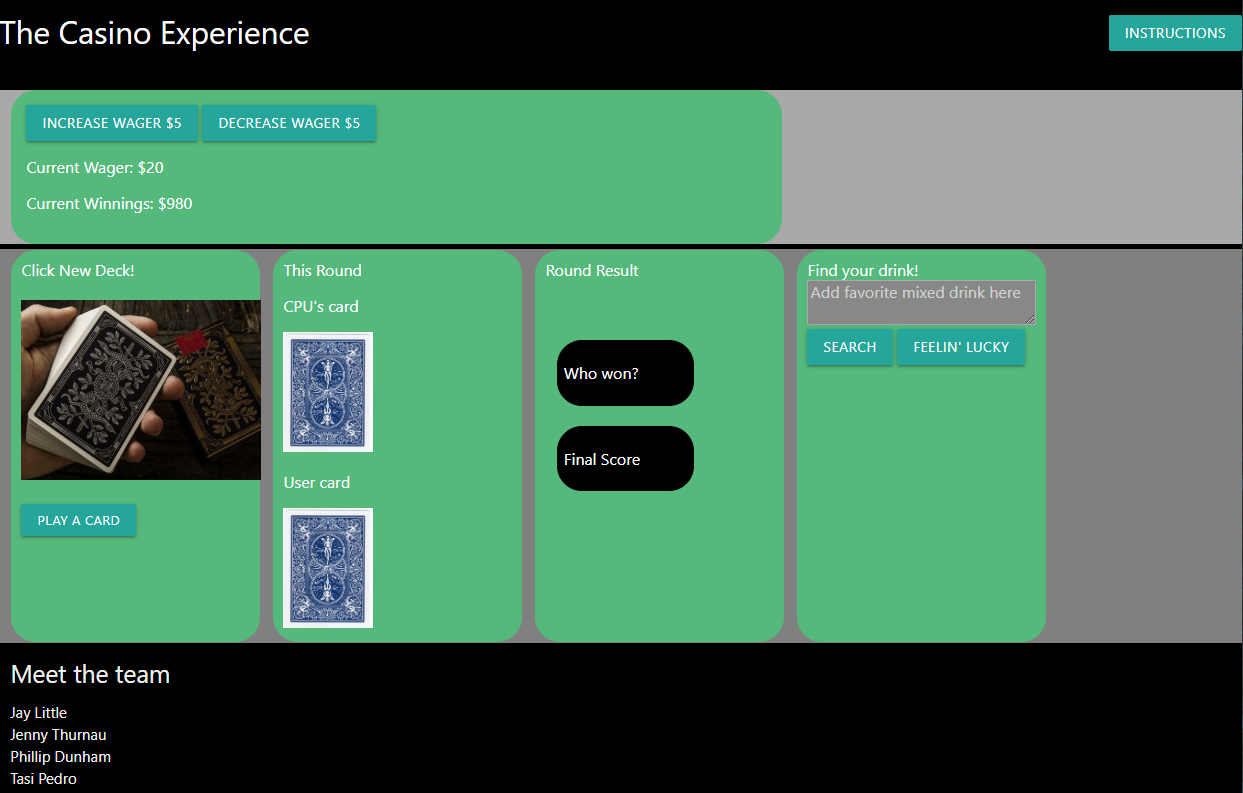 The Casino Experience
INSTRUCTIONS
INCREASE WAGER $5
DECREASE WAGER $5
Current Wager: $20
Current Winnings: $980
Click New Deck!
PLAY A CARD
This Round
CPU's card
User card
Round Result
Who won?
Final Score
Find your drink!
Add favorite mixed drink here
SEARCH
FEELIN' LUCKY
Meet the team
Jay Little
Jenny Thurnau
Phillip Dunham
Tasi Pedro